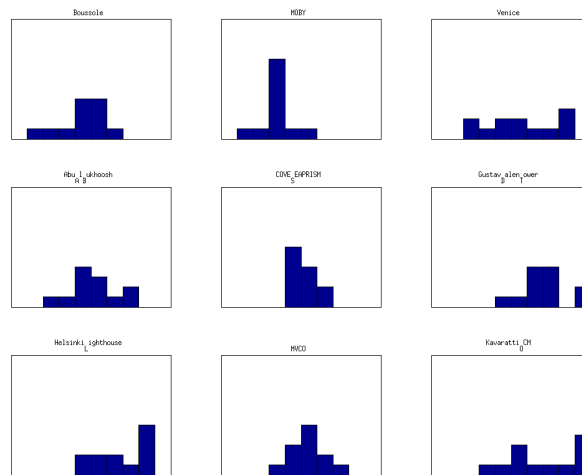 Boussole
MOBY
Venice
Abu_l_ukhoosh
A B
COVE_EAPRISM
S
Gustav_alen_ower
D T
Helsinki_ighthouse
L
MVCO
Kavaratti_CM
O